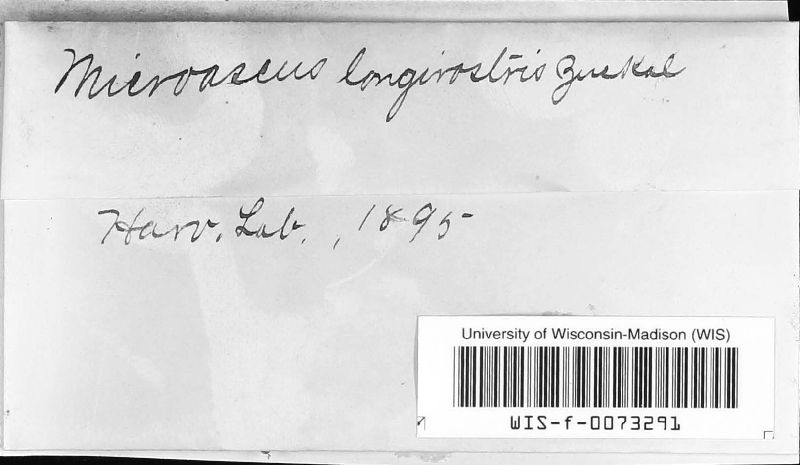 Microascus longirostris Zukal
Harv. Lab., 1895
University of Wisconsin-Madison (WIS)
WIS-f-0073291